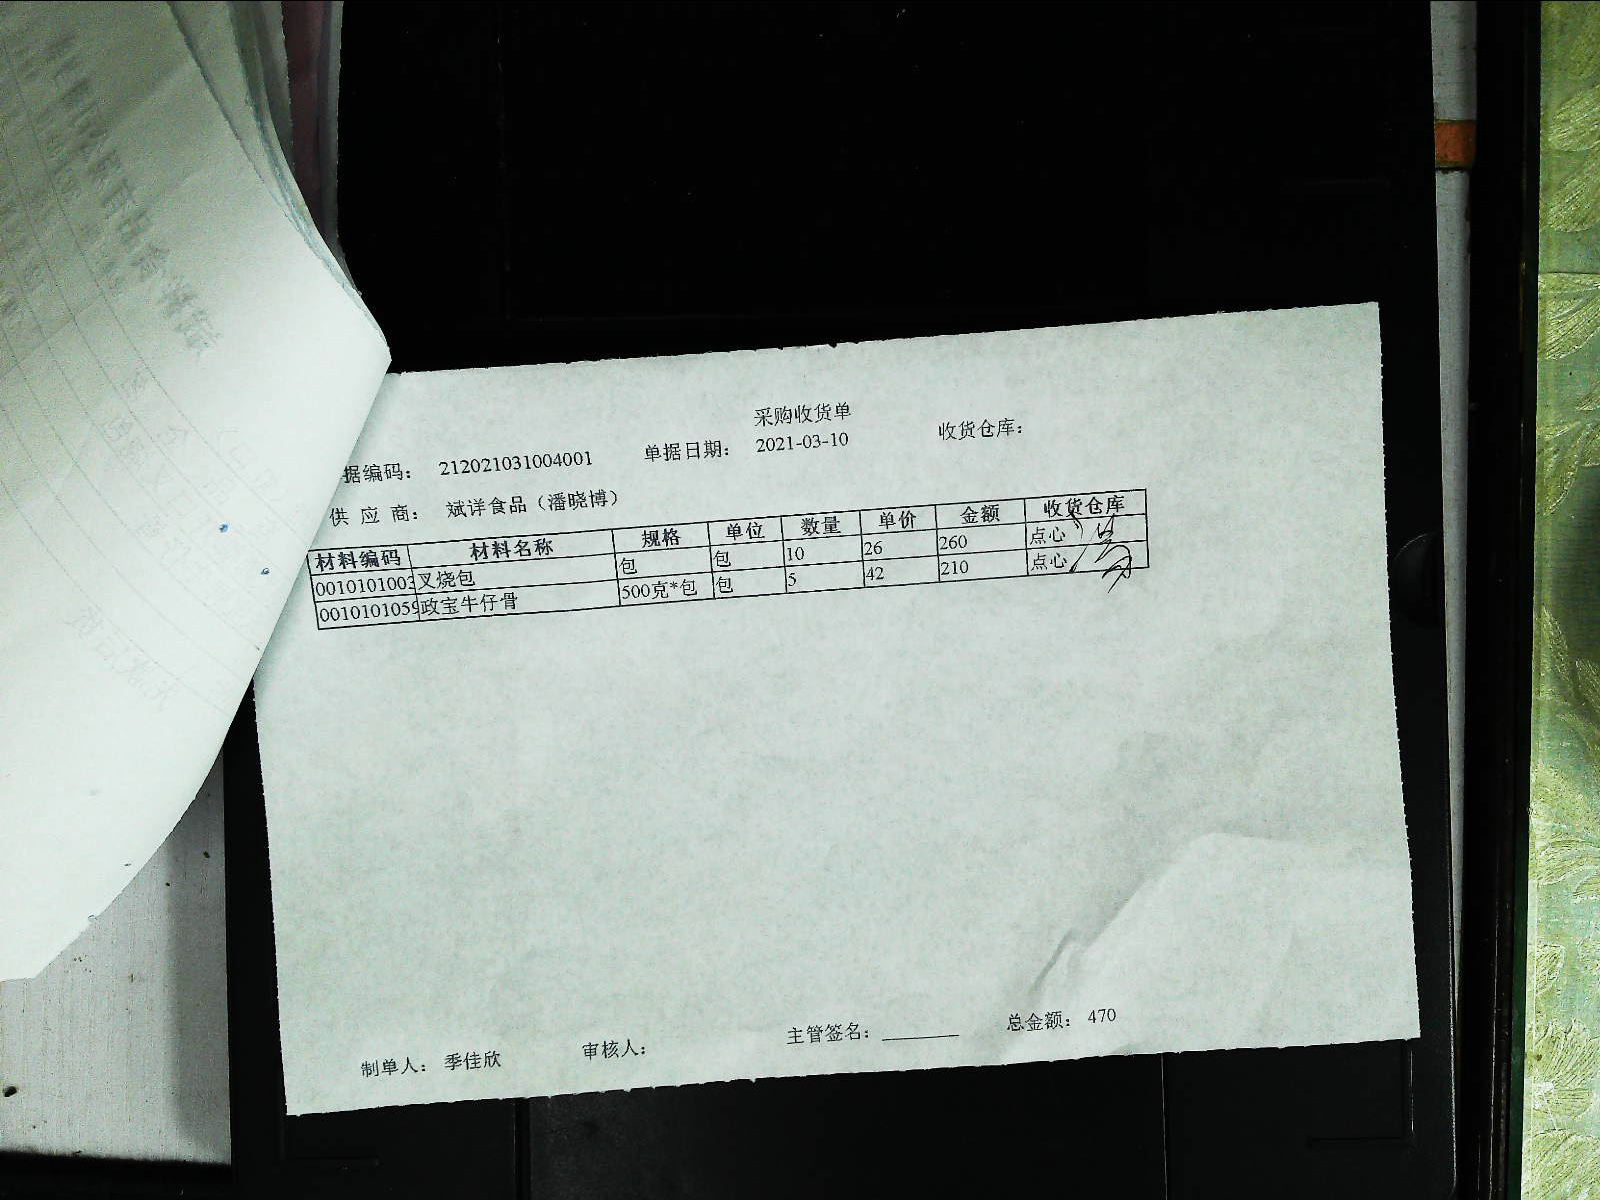 采购收货单
据编码： 212021031004001 单据日期： 2021-03-10 收货仓库：
供 应 商： 斌详食品（潘晓博）
材料编码 材料名称 规格 单位 数量 单价 金额 收货仓库
0010101003 叉烧包 包 包 10 26 260 点心
0010101059 政宝牛仔骨 500克*包 包 5 42 210 点心
制单人： 季佳欣 审核人： 主管签名： 总金额： 470